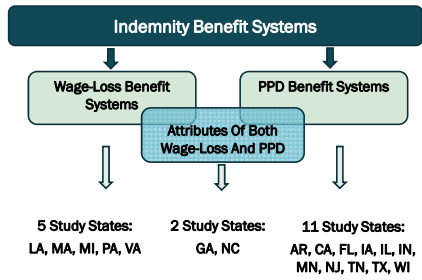 Indemnity Benefit Systems
Wage-Loss Benefit
Systems
PPD Benefit Systems
Attributes Of Both
Wage-Loss And PPD
5 Study States:
LA, MA, MI, PA, VA
2 Study States:
GA, NC
11 Study States:
AR, CA, FL, IA, IL, IN,
MN, NJ, TN, TX, WI